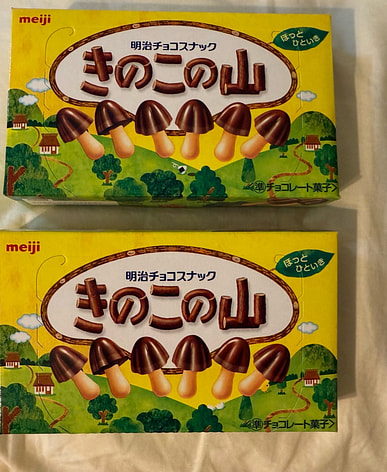 meiji
明治チョコスナック
きのこの山
ほっと
ひといき
<準チョコレート菓子>
meiji
明治チョコスナック
きのこの山
ほっと
ひといき
<準チョコレート菓子>